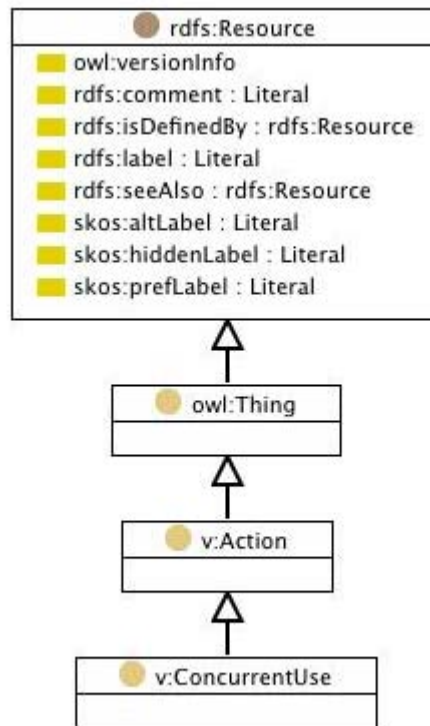 rdfs:Resource
owl:versionInfo
rdfs:comment : Literal
rdfs:isDefinedBy : rdfs:Resource
rdfs:label : Literal
rdfs:seeAlso : rdfs:Resource
skos:altLabel : Literal
skos:hiddenLabel : Literal
skos:prefLabel : Literal
owl:Thing
v:Action
v:ConcurrentUse